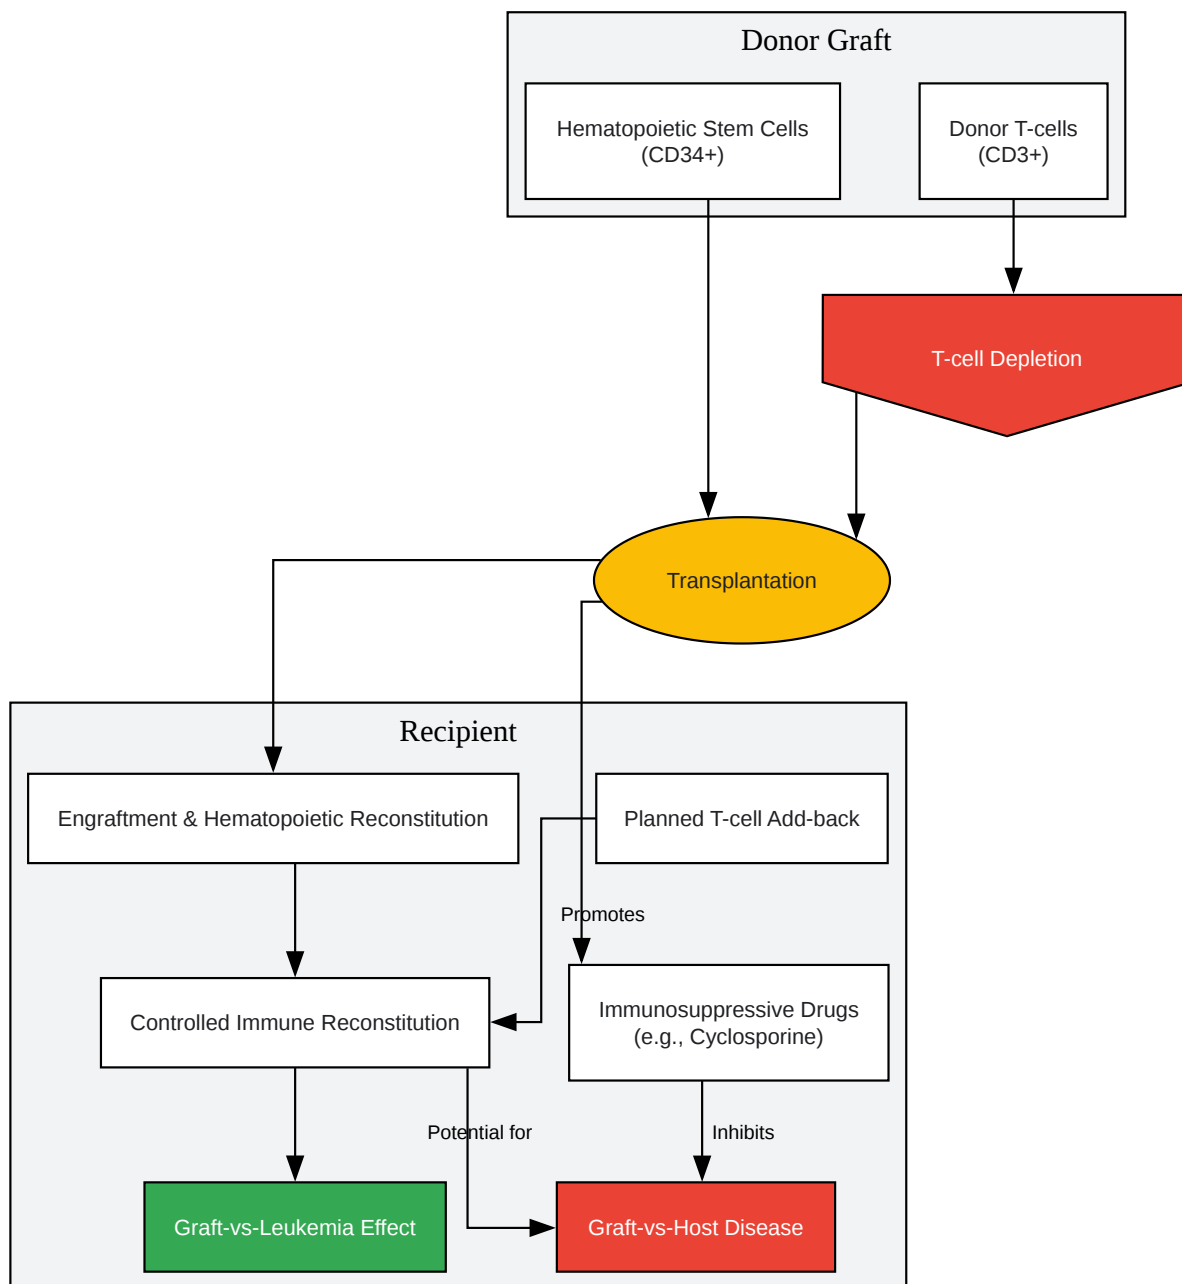 Donor Graft
Hematopoietic Stem Cells
(CD34+)
Donor T-cells
(CD3+)
T-cell Depletion
Transplantation
Recipient
Engraftment & Hematopoietic Reconstitution
Planned T-cell Add-back
Promotes
Controlled Immune Reconstitution
Immunosuppressive Drugs
(e.g., Cyclosporine)
Potential for
Inhibits
Graft-vs-Leukemia Effect
Graft-vs-Host Disease